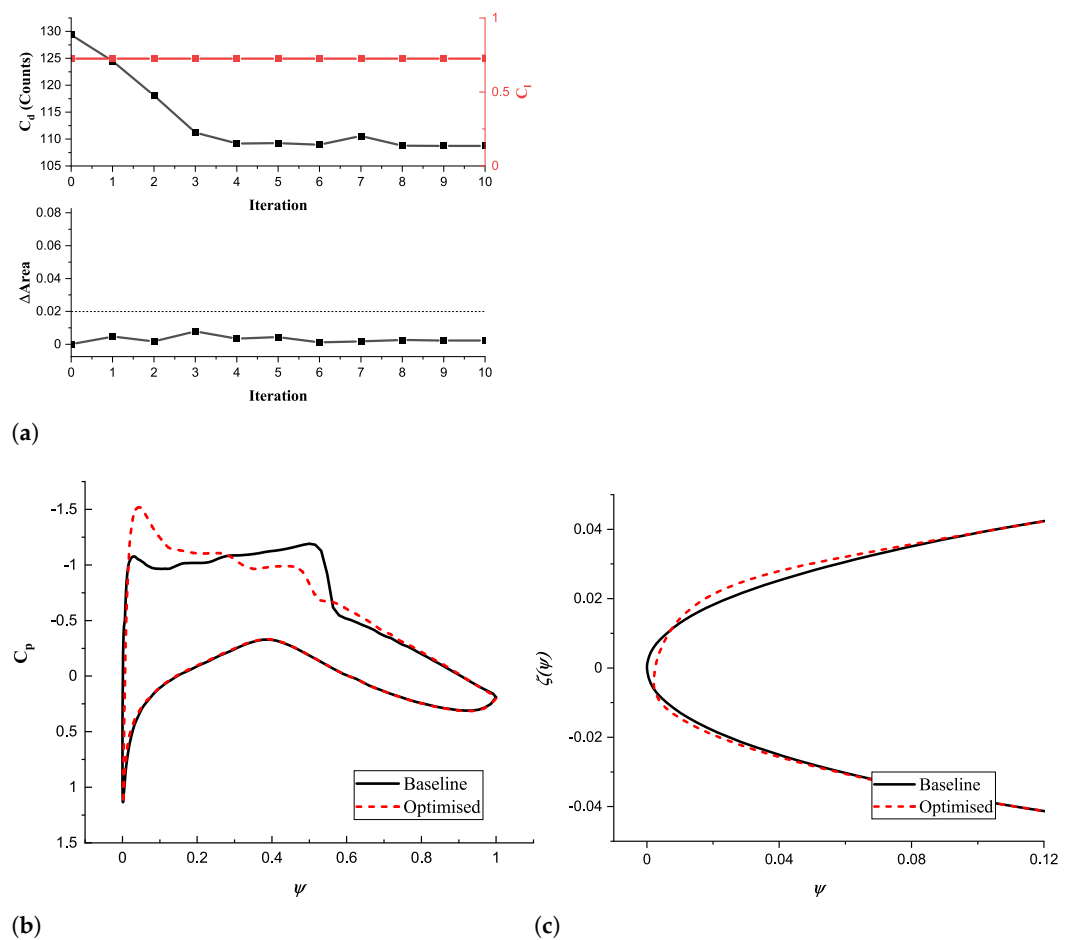 C_d (Counts)
130
125
120
115
110
105
1
0.5
0
C_l
0 1 2 3 4 5 6 7 8 9 10
Iteration
ΔArea
0.08
0.06
0.04
0.02
0
0 1 2 3 4 5 6 7 8 9 10
Iteration
(a)
C_p
-1.5
-1
-0.5
0
0.5
1
1.5
0 0.2 0.4 0.6 0.8 1
ψ
Baseline
Optimised
(b)
ζ(ψ)
0.04
0.02
0
-0.02
-0.04
0 0.04 0.08 0.12
ψ
Baseline
Optimised
(c)